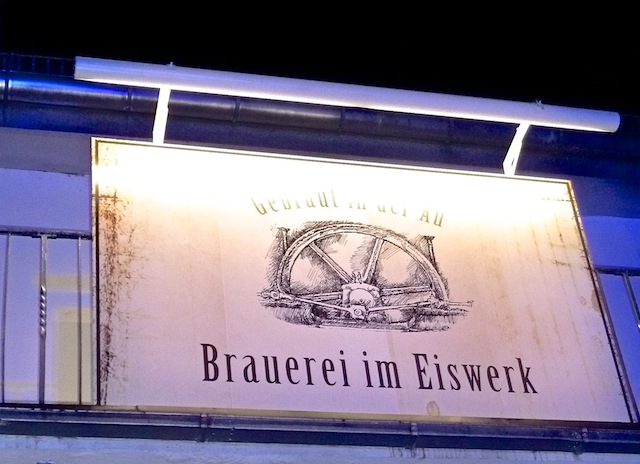 Gebraut in der Au
Brauerei im Eiswerk